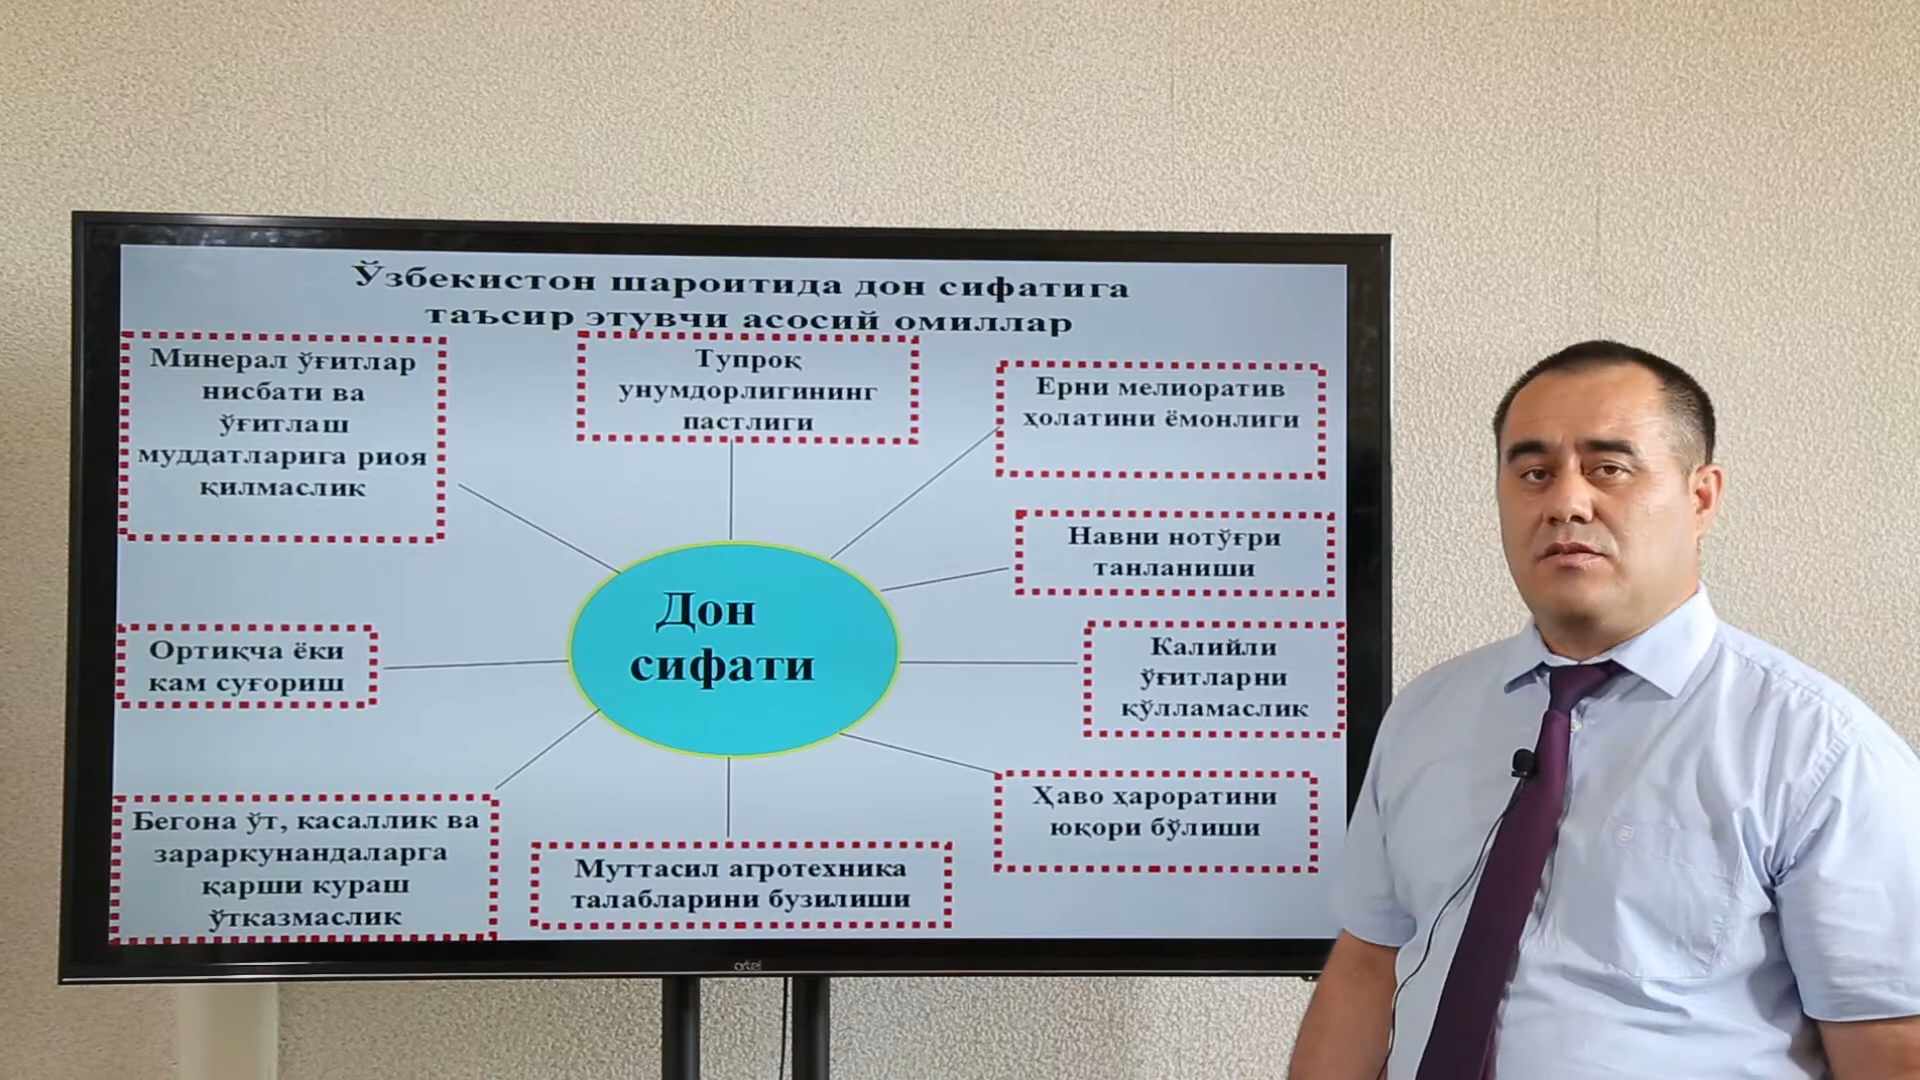 Ўзбекистон шароитида дон сифатига
таъсир этувчи асосий омиллар
Минерал ўғитлар
нисбати ва
ўғитлаш
муддатларига риоя
қилмаслик
Тупроқ
унумдорлигининг
пастлиги
Ерни мелиоратив
ҳолатини ёмонлиги
Навни нотўғри
танланиши
Дон
сифати
Ортиқча ёки
кам суғориш
Калийли
ўғитларни
қўлламаслик
Бегона ўт, касаллик ва
зараркунандаларга
қарши кураш
ўтказмаслик
Муттасил агротехника
талабларини бузилиши
Ҳаво ҳароратини
юқори бўлиши
artel